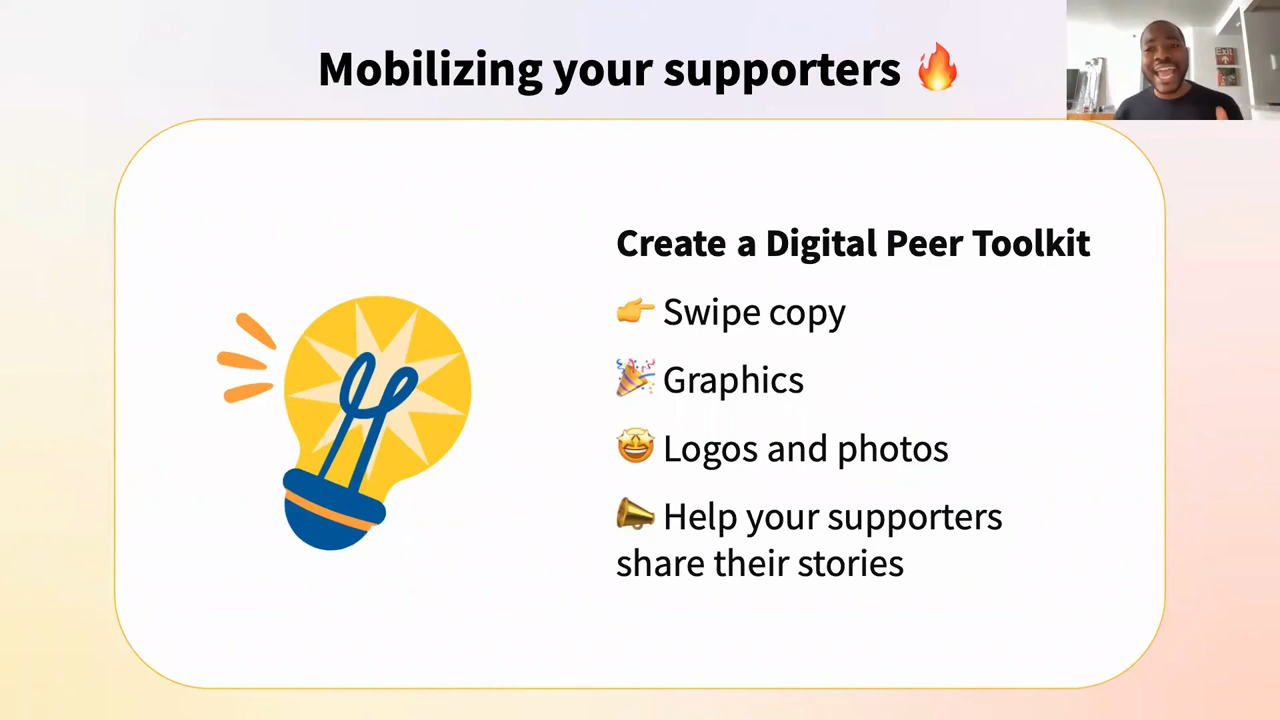 Mobilizing your supporters 🔥
Exit
Create a Digital Peer Toolkit
👉 Swipe copy
🎉 Graphics
🤩 Logos and photos
📣 Help your supporters
share their stories